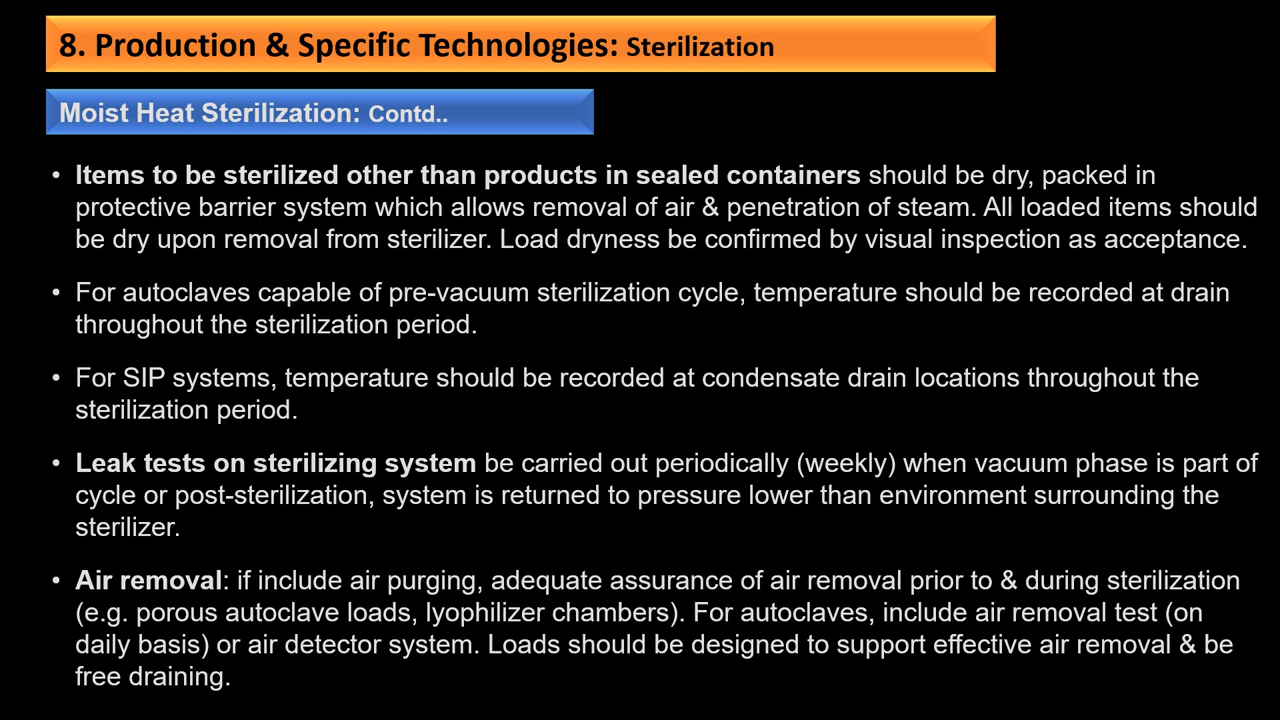 8. Production & Specific Technologies: Sterilization
Moist Heat Sterilization: Contd..
• Items to be sterilized other than products in sealed containers should be dry, packed in
protective barrier system which allows removal of air & penetration of steam. All loaded items should
be dry upon removal from sterilizer. Load dryness be confirmed by visual inspection as acceptance.
• For autoclaves capable of pre-vacuum sterilization cycle, temperature should be recorded at drain
throughout the sterilization period.
• For SIP systems, temperature should be recorded at condensate drain locations throughout the
sterilization period.
• Leak tests on sterilizing system be carried out periodically (weekly) when vacuum phase is part of
cycle or post-sterilization, system is returned to pressure lower than environment surrounding the
sterilizer.
• Air removal: if include air purging, adequate assurance of air removal prior to & during sterilization
(e.g. porous autoclave loads, lyophilizer chambers). For autoclaves, include air removal test (on
daily basis) or air detector system. Loads should be designed to support effective air removal & be
free draining.